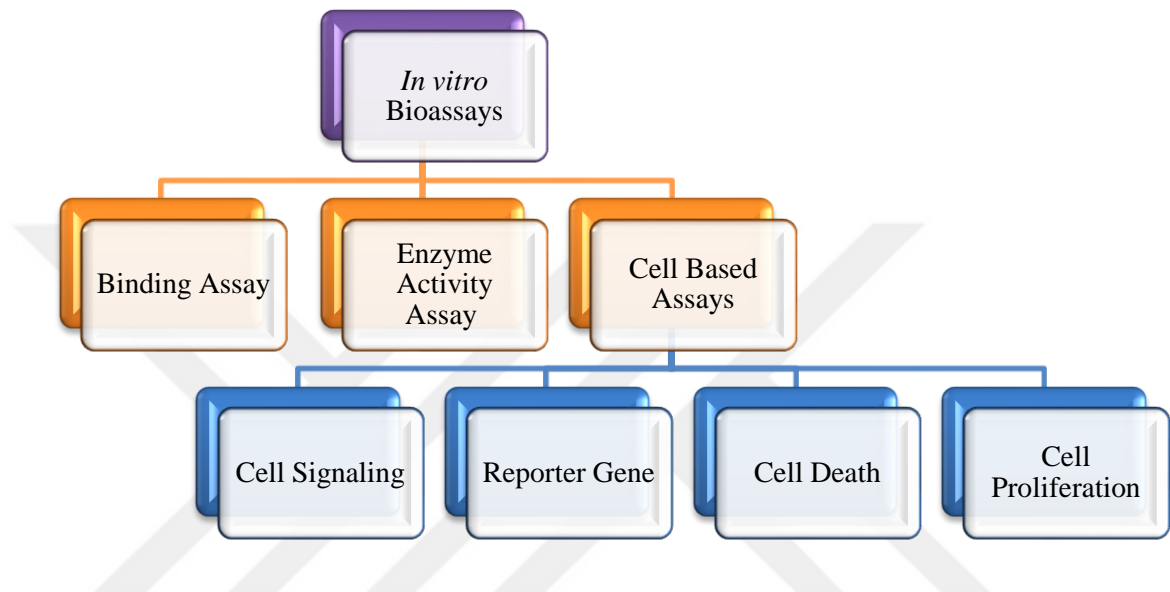 In vitro
Bioassays
Binding Assay
Enzyme
Activity
Assay
Cell Based
Assays
Cell Signaling
Reporter Gene
Cell Death
Cell
Proliferation